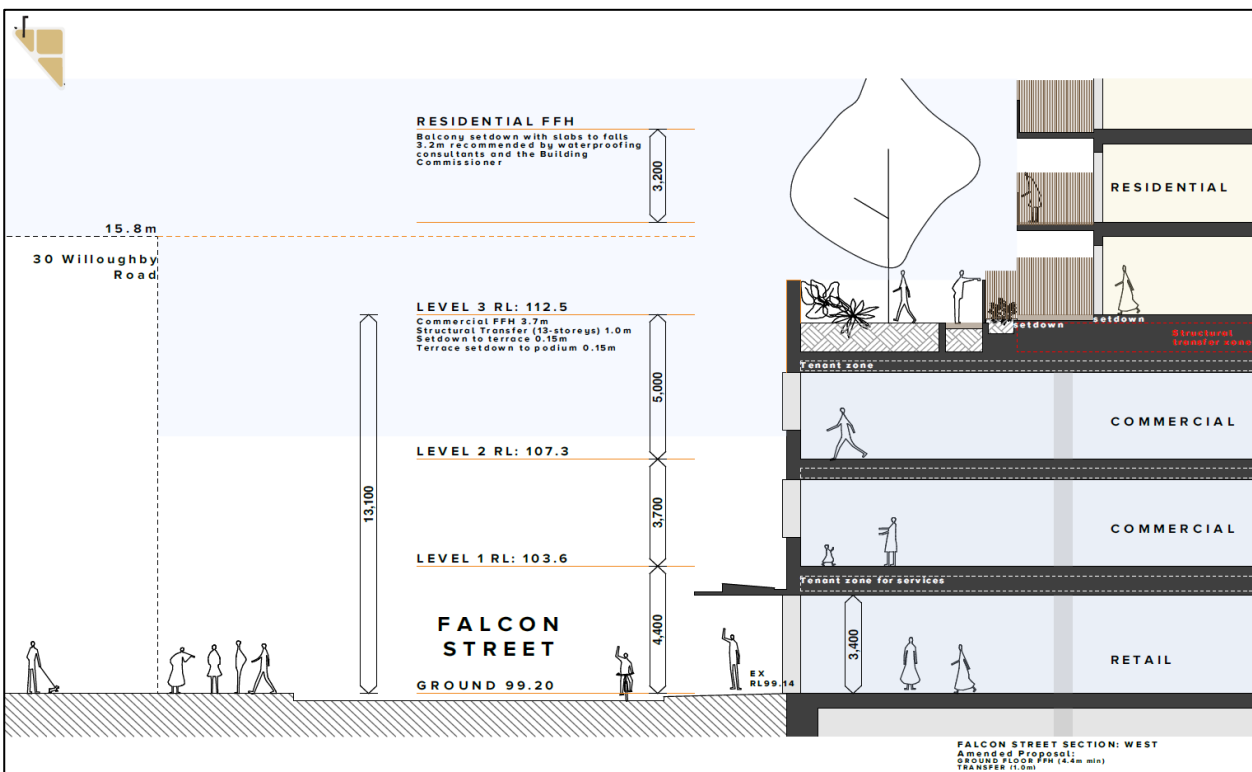 RESIDENTIAL FFH
Balcony setdown with slabs to falls
3.2m recommended by waterproofing
consultants and the Building
Commissioner
3,200
15.8m
30 Willoughby
Road
LEVEL 3 RL: 112.5
Commercial FFH 3.7m
Structural Transfer (13-storeys) 1.0m
Setdown to terrace 0.15m
Terrace setdown to podium 0.15m
5,000
LEVEL 2 RL: 107.3
13,100
3,700
LEVEL 1 RL: 103.6
FALCON
STREET
4,400
GROUND 99.20
EX
RL99.14
3,400
RESIDENTIAL
setdown
setdown
Structural
transfer zone
Tenant zone
COMMERCIAL
COMMERCIAL
Tenant zone for services
RETAIL
FALCON STREET SECTION: WEST
Amended Proposal:
GROUND FLOOR FFH (4.4m min)
TRANSFER (1.0m)